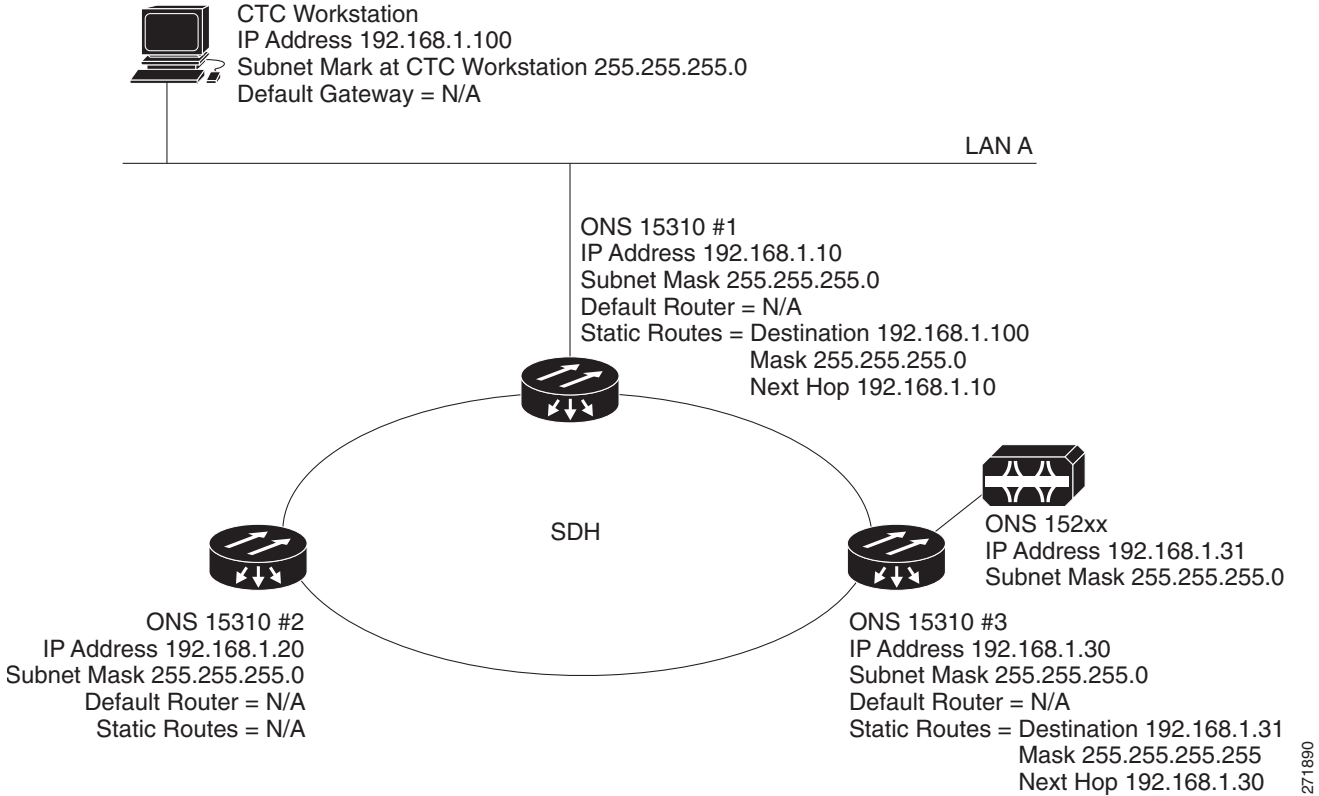 CTC Workstation
IP Address 192.168.1.100
Subnet Mark at CTC Workstation 255.255.255.0
Default Gateway = N/A
LAN A
ONS 15310 #1
IP Address 192.168.1.10
Subnet Mask 255.255.255.0
Default Router = N/A
Static Routes = Destination 192.168.1.100
Mask 255.255.255.0
Next Hop 192.168.1.10
SDH
ONS 152xx
IP Address 192.168.1.31
Subnet Mask 255.255.255.0
ONS 15310 #2
IP Address 192.168.1.20
Subnet Mask 255.255.255.0
Default Router = N/A
Static Routes = N/A
ONS 15310 #3
IP Address 192.168.1.30
Subnet Mask 255.255.255.0
Default Router = N/A
Static Routes = Destination 192.168.1.31
Mask 255.255.255.255
Next Hop 192.168.1.30
271890